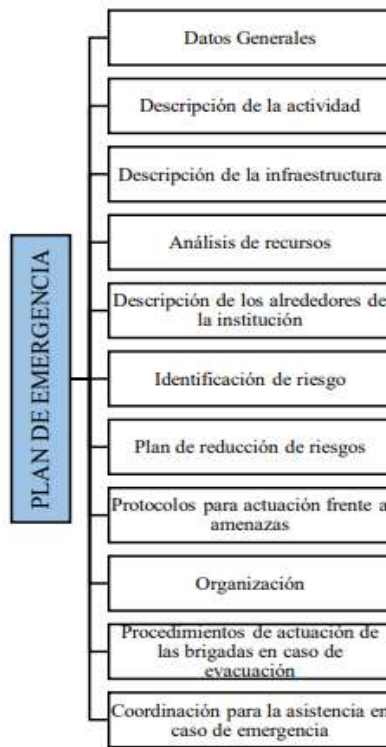 PLAN DE EMERGENCIA
Datos Generales
Descripción de la actividad
Descripción de la infraestructura
Análisis de recursos
Descripción de los alrededores de
la institución
Identificación de riesgo
Plan de reducción de riesgos
Protocolos para actuación frente a
amenazas
Organización
Procedimientos de actuación de
las brigadas en caso de
evacuación
Coordinación para la asistencia en
caso de emergencia